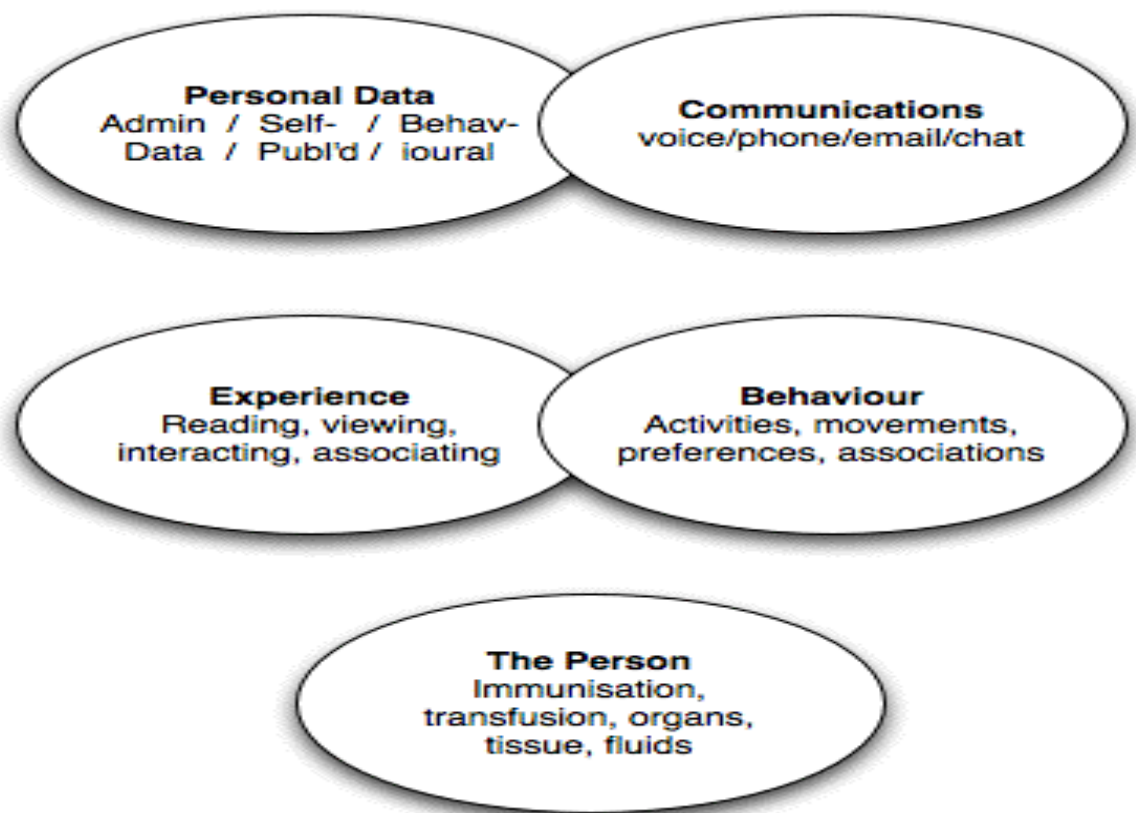 Personal Data
Admin / Self- / Behav-
Data / Publ'd / ioural
Communications
voice/phone/email/chat
Experience
Reading, viewing,
interacting, associating
Behaviour
Activities, movements,
preferences, associations
The Person
Immunisation,
transfusion, organs,
tissue, fluids